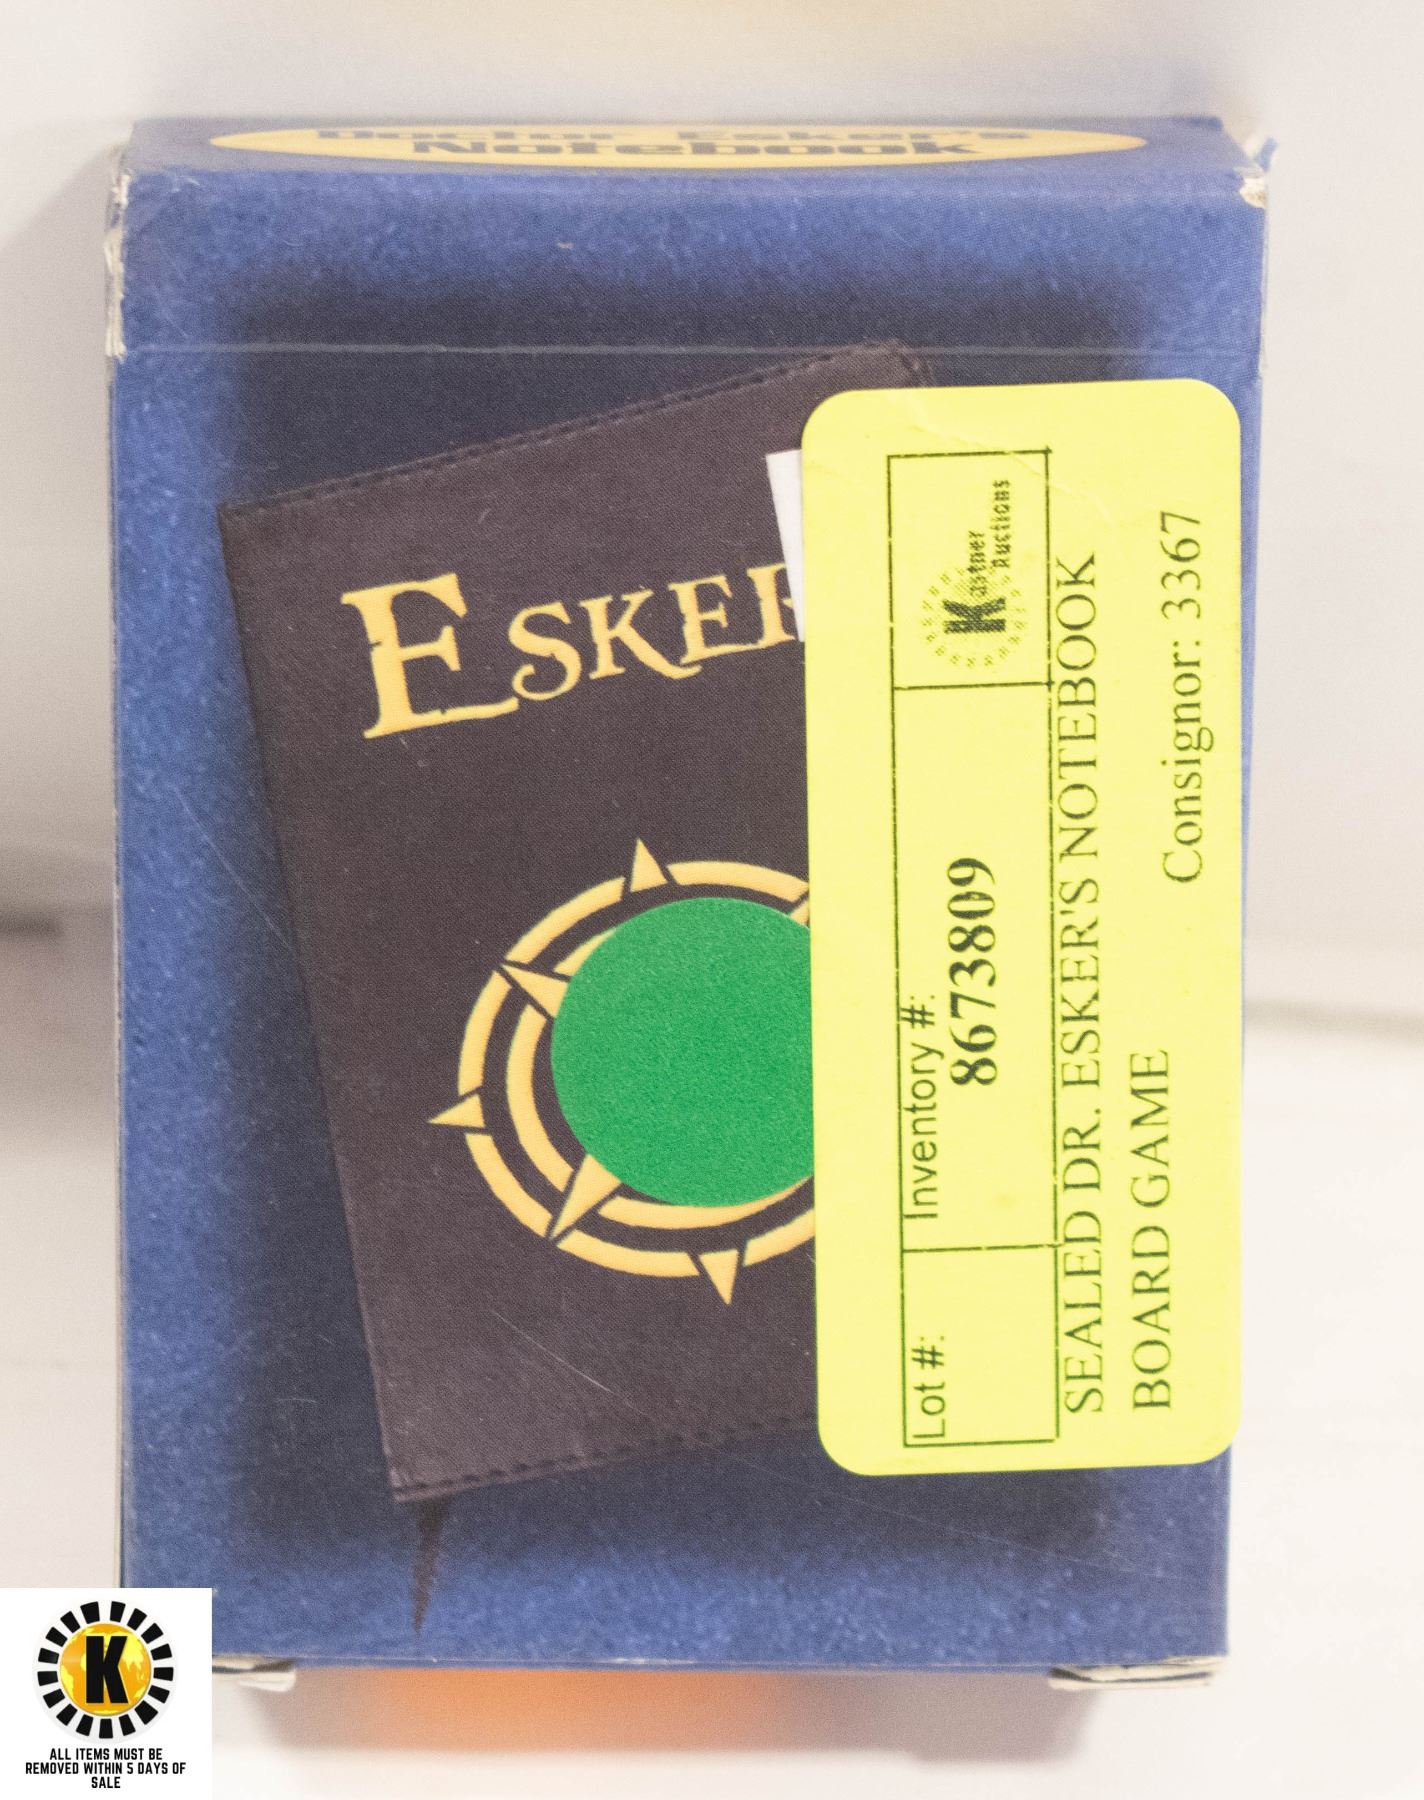 Doctor Esker's
Notebook
ESKER
Lot #:
Inventory #:
8673809
Kastner
Auctions
SEALED DR. ESKER'S NOTEBOOK
BOARD GAME
Consignor: 3367
K
ALL ITEMS MUST BE
REMOVED WITHIN 5 DAYS OF
SALE